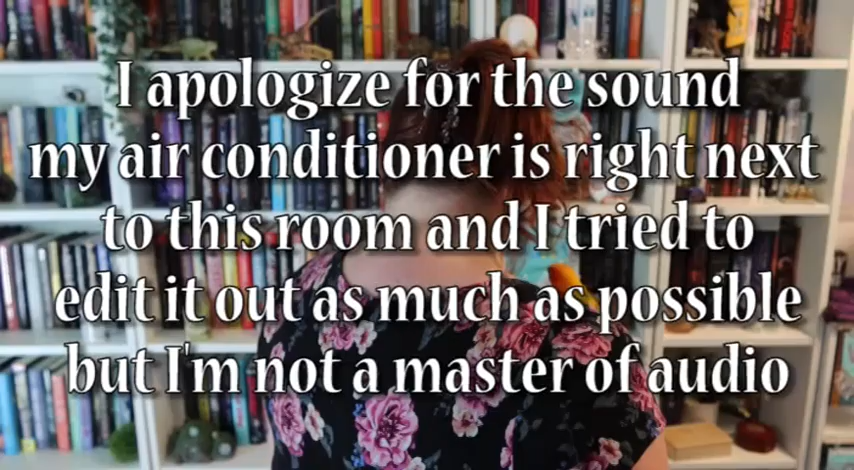 I apologize for the sound
my air conditioner is right next
to this room and I tried to
edit it out as much as possible
but I'm not a master of audio